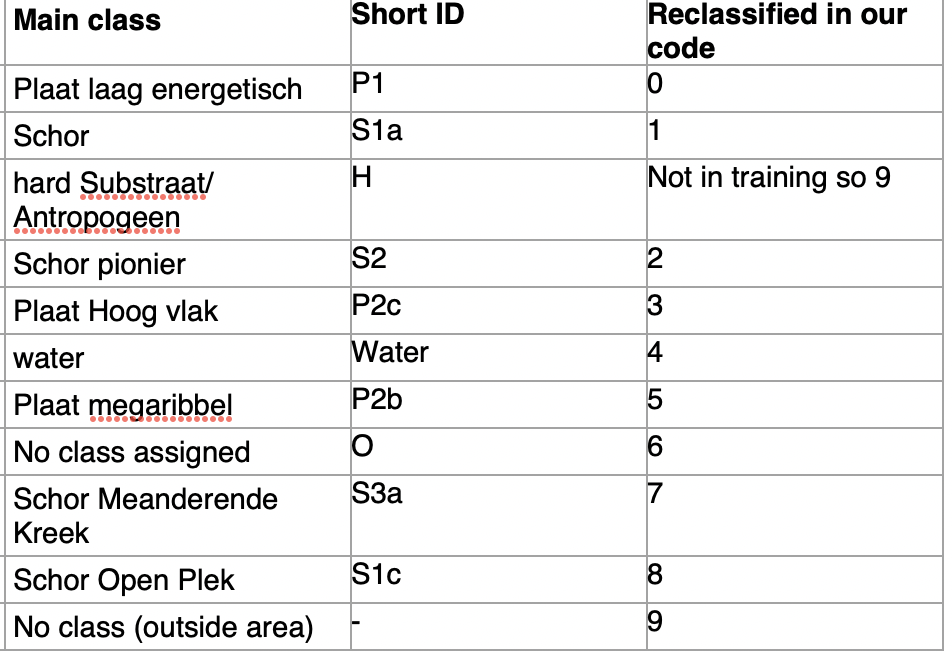 Main class Short ID Reclassified in our
code
Plaat laag energetisch P1 0
Schor S1a 1
hard Substraat/ H Not in training so 9
Antropogeen
Schor pionier S2 2
Plaat Hoog vlak P2c 3
water Water 4
Plaat megaribbel P2b 5
No class assigned O 6
Schor Meanderende S3a 7
Kreek
Schor Open Plek S1c 8
No class (outside area) - 9